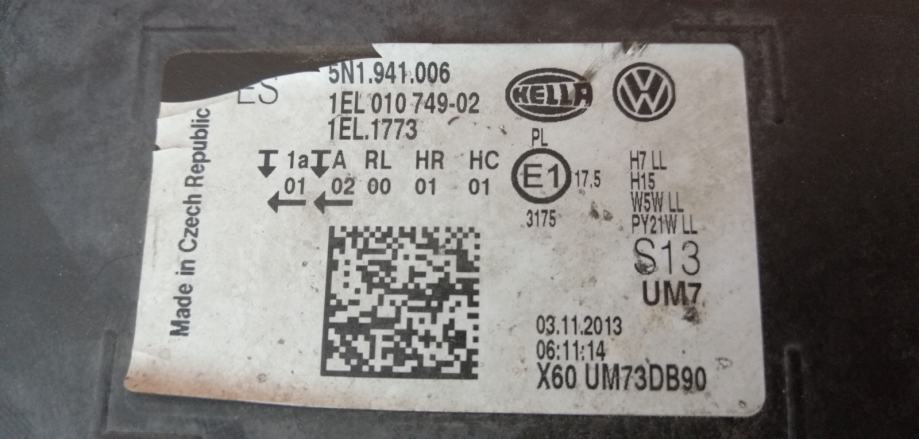 ES
5N1.941.006
1EL 010 749-02
1EL.1773
HELLA
1a A RL HR HC
01 02 00 01 01
PL
E1
17,5
3175
H7 LL
H15
W5W LL
PY21W LL
S13
UM7
03.11.2013
06:11:14
X60 UM73DB90
Made in Czech Republic